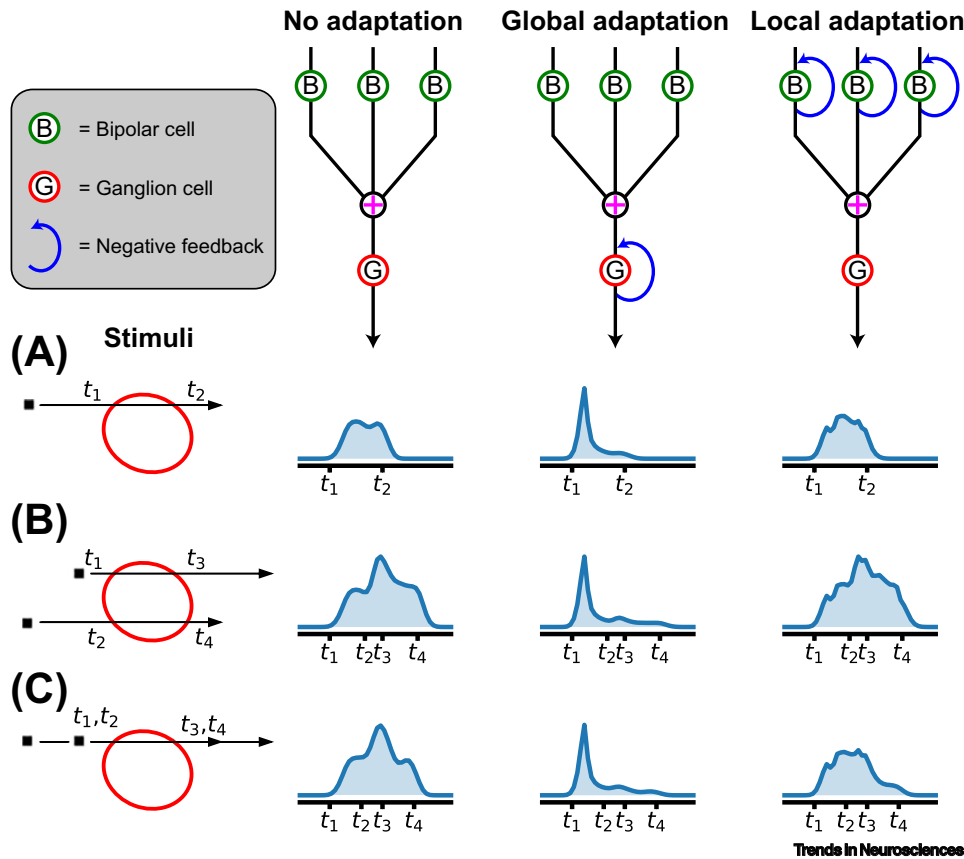 No adaptation Global adaptation Local adaptation
B B B B B B B B B
B = Bipolar cell
G = Ganglion cell
= Negative feedback
+ + +
G G G
Stimuli
(A)
t1 t2
t1 t2 t1 t2 t1 t2
(B)
t1 t3
t2 t4
t1 t2 t3 t4 t1 t2 t3 t4 t1 t2 t3 t4
(C)
t1,t2 t3,t4
t1 t2 t3 t4 t1 t2 t3 t4 t1 t2 t3 t4
Trends in Neurosciences